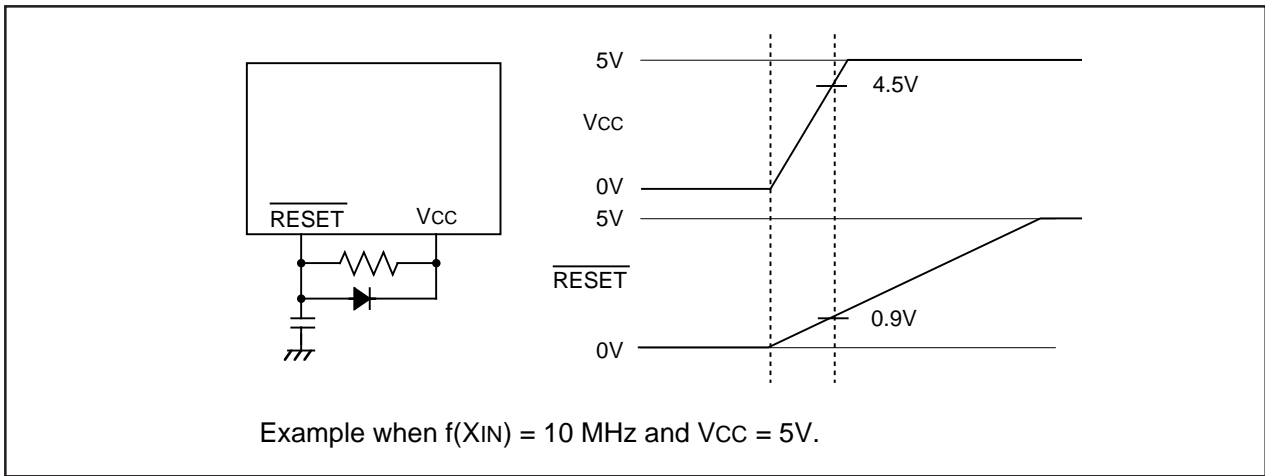 RESET
VCC
5V
4.5V
VCC
0V
5V
RESET
0.9V
0V
Example when f(XIN) = 10 MHz and VCC = 5V.